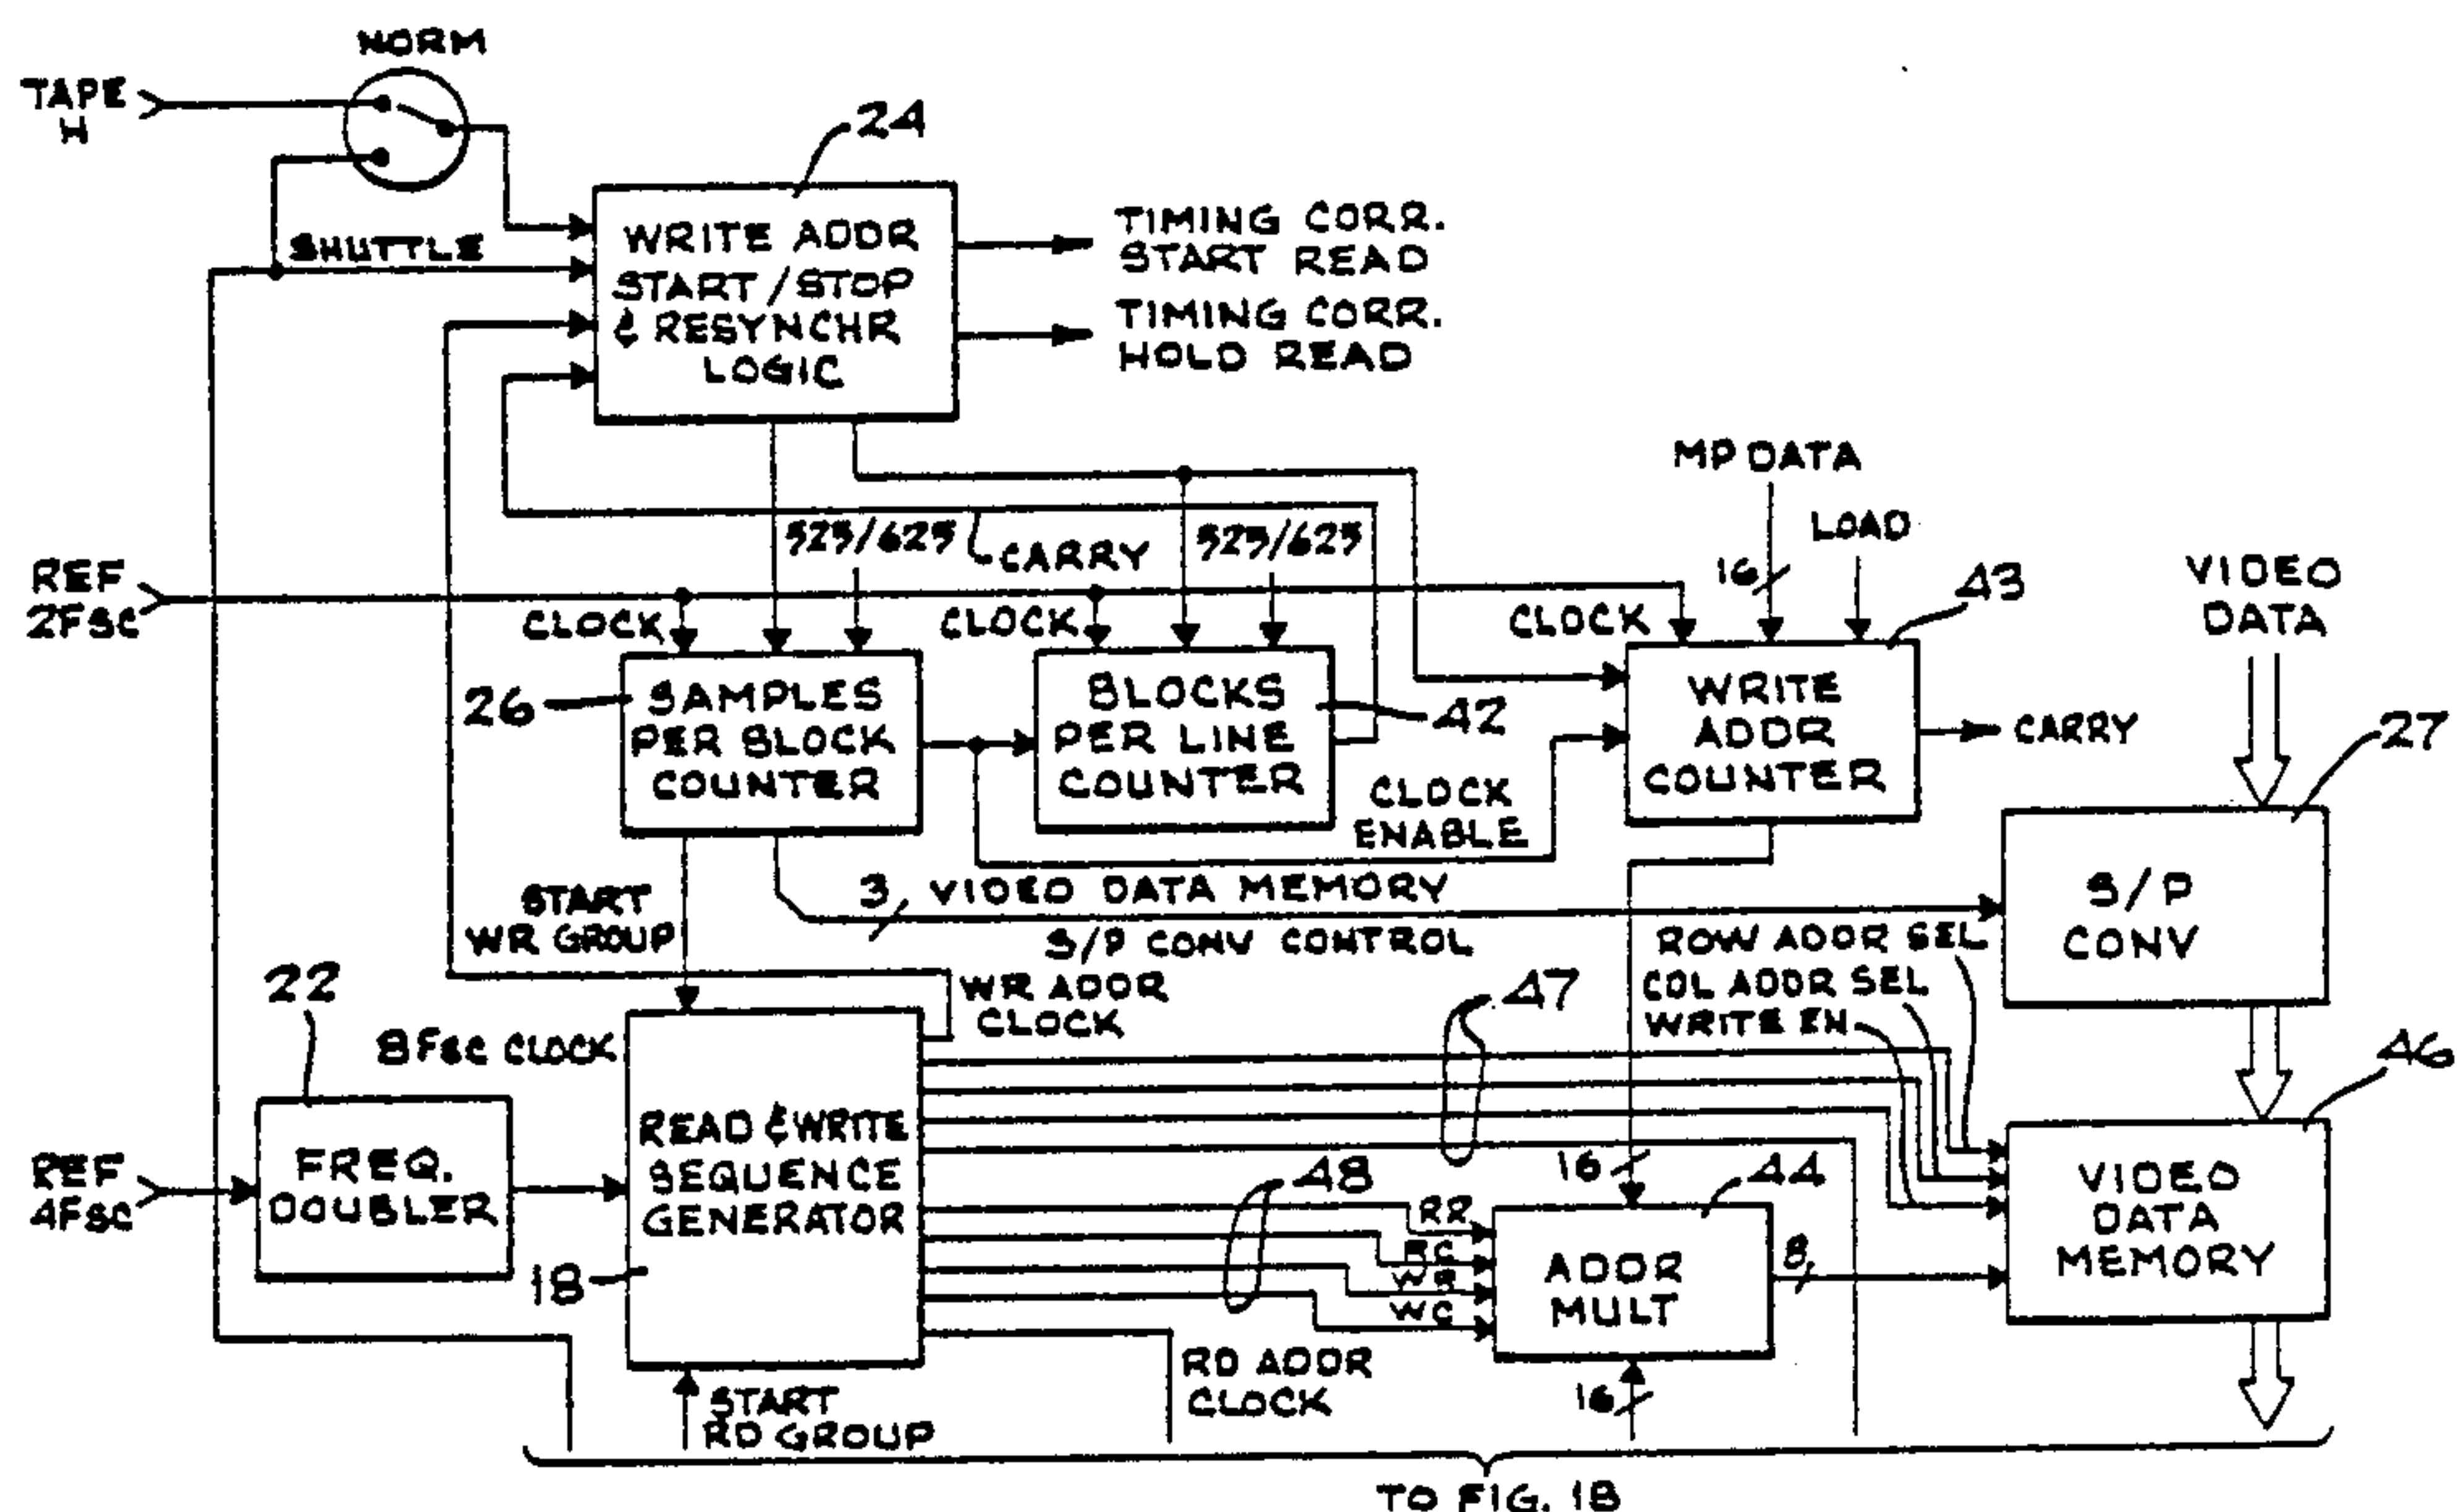 NORM
TAPE
H
24
SHUTTLE
WRITE ADDR
START/STOP
& RESYNCHR
LOGIC
TIMING CORR.
START READ
TIMING CORR.
HOLD READ
MP DATA
LOAD
16
525/625
CARRY
525/625
REF
2FSC
CLOCK
CLOCK
CLOCK
43
VIDEO
DATA
26
SAMPLES
PER BLOCK
COUNTER
BLOCKS
PER LINE
COUNTER
42
WRITE
ADDR
COUNTER
CARRY
27
CLOCK
ENABLE
START
WR GROUP
3
VIDEO DATA MEMORY
S/P CONV CONTROL
S/P
CONV
ROW ADDR SEL
COL ADDR SEL
WRITE EN
22
WR ADDR
CLOCK
47
46
8FSC CLOCK
REF
4FSC
FREQ.
DOUBLER
READ & WRITE
SEQUENCE
GENERATOR
18
48
16
44
RR
RC
WR
WC
ADDR
MULT
8
VIDEO
DATA
MEMORY
START
RD GROUP
RD ADDR
CLOCK
16
TO FIG. 1B